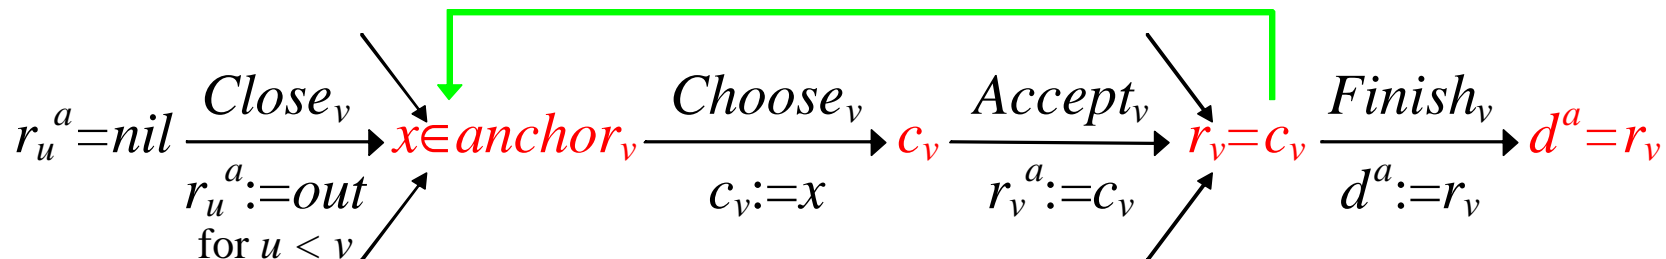 Close_v Choose_v Accept_v Finish_v
r_u^a=nil x∈anchor_v c_v r_v=c_v d^a=r_v
r_u^a:=out c_v:=x r_v^a:=c_v d^a:=r_v
for u < v